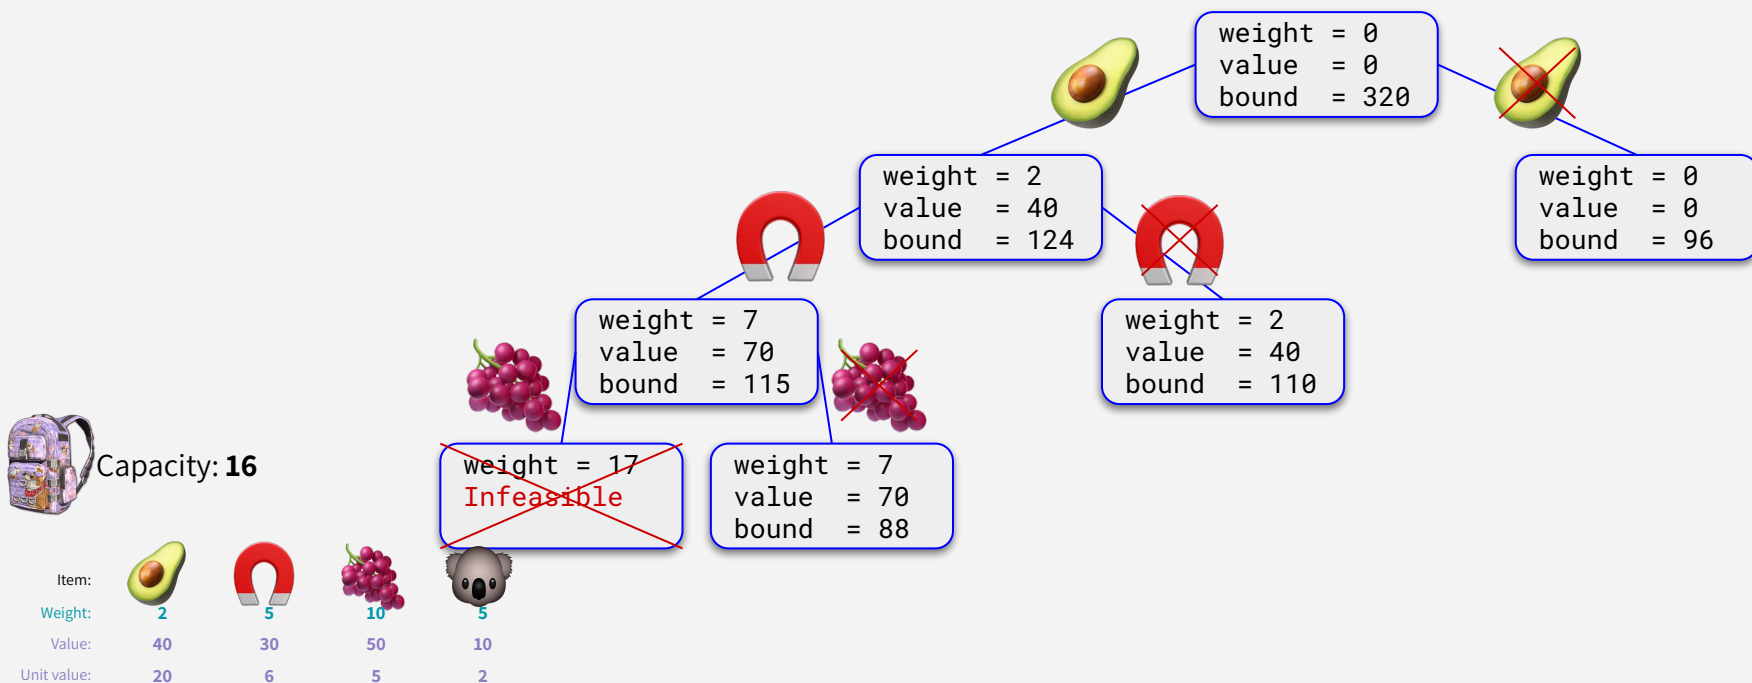 weight = 0
value = 0
bound = 320
weight = 2
value = 40
bound = 124
weight = 0
value = 0
bound = 96
weight = 7
value = 70
bound = 115
weight = 2
value = 40
bound = 110
weight = 17
Infeasible
weight = 7
value = 70
bound = 88
Capacity: 16
Item:
Weight: 2 5 10 5
Value: 40 30 50 10
Unit value: 20 6 5 2